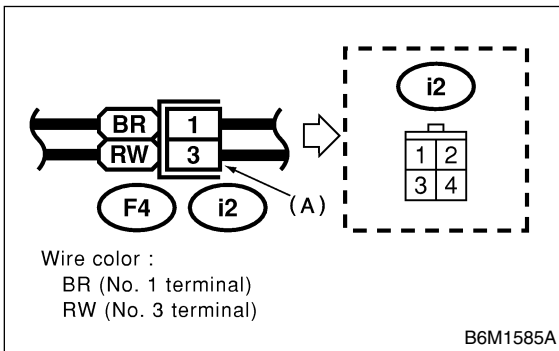 i2
BR 1
RW 3
1 2
3 4
F4 i2 (A)
Wire color :
BR (No. 1 terminal)
RW (No. 3 terminal)
B6M1585A